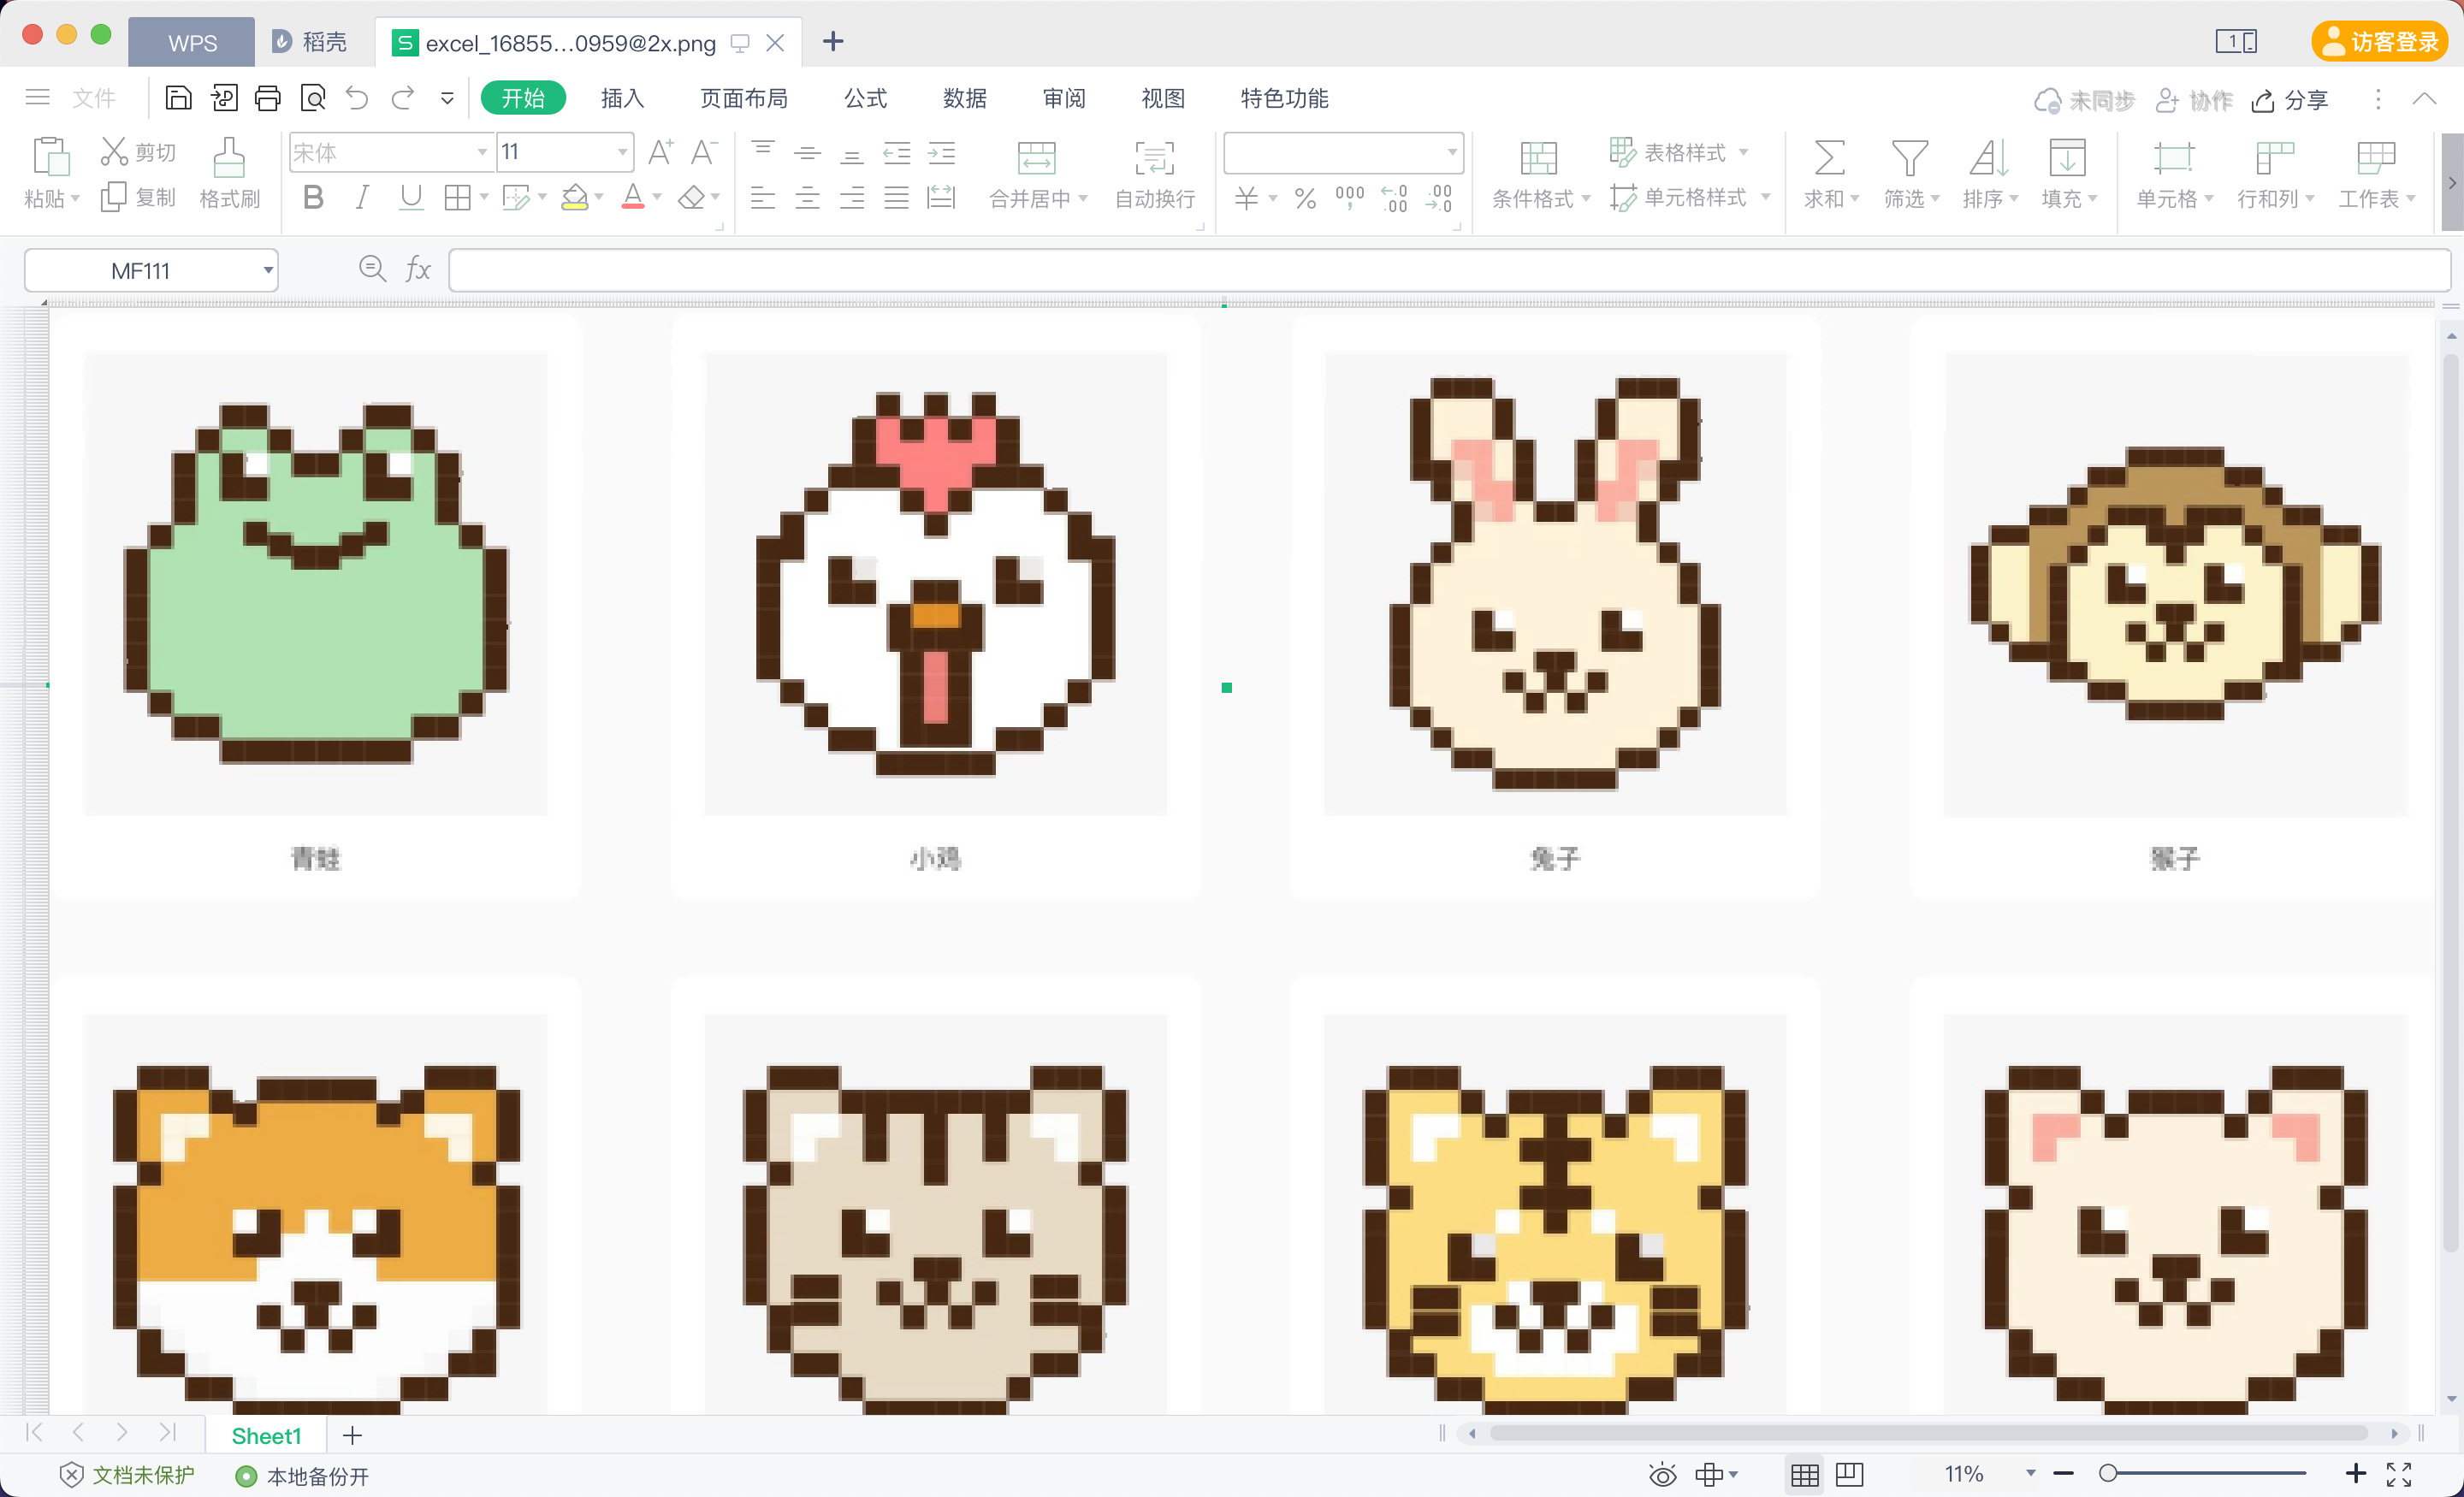 WPS 稻壳 excel_16855...0959@2x.png 1 访客登录
文件 开始 插入 页面布局 公式 数据 审阅 视图 特色功能 未同步 协作 分享
粘贴 剪切 复制 格式刷 宋体 11 A+ A- B I U A 合并居中 自动换行 ¥ % 000 条件格式 表格样式 单元格样式 求和 筛选 排序 填充 单元格 行和列 工作表
MF111 fx
青蛙 小鸡 兔子 猴子
Sheet1
文档未保护 本地备份开 11%